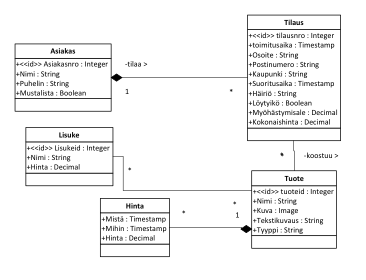 Asiakas
+<<id>> Asiakasnro : Integer
+Nimi : String
+Puhelin : String
+Mustalista : Boolean
-tilaa >
1
*
Tilaus
+<<id>> tilausnro : Integer
+toimitusaika : Timestamp
+Osoite : String
+Postinumero : String
+Kaupunki : String
+Suoritusaika : Timestamp
+Häiriö : String
+Löytyikö : Boolean
+Myöhästymisale : Decimal
+Kokonaishinta : Decimal
Lisuke
+<<id>> Lisukeid : Integer
+Nimi : String
+Hinta : Decimal
*
*
*
-koostuu >
Tuote
+<<id>> tuoteid : Integer
+Nimi : String
+Kuva : Image
+Tekstikuvaus : String
+Tyyppi : String
Hinta
+Mistä : Timestamp
+Mihin : Timestamp
+Hinta : Decimal
*
1